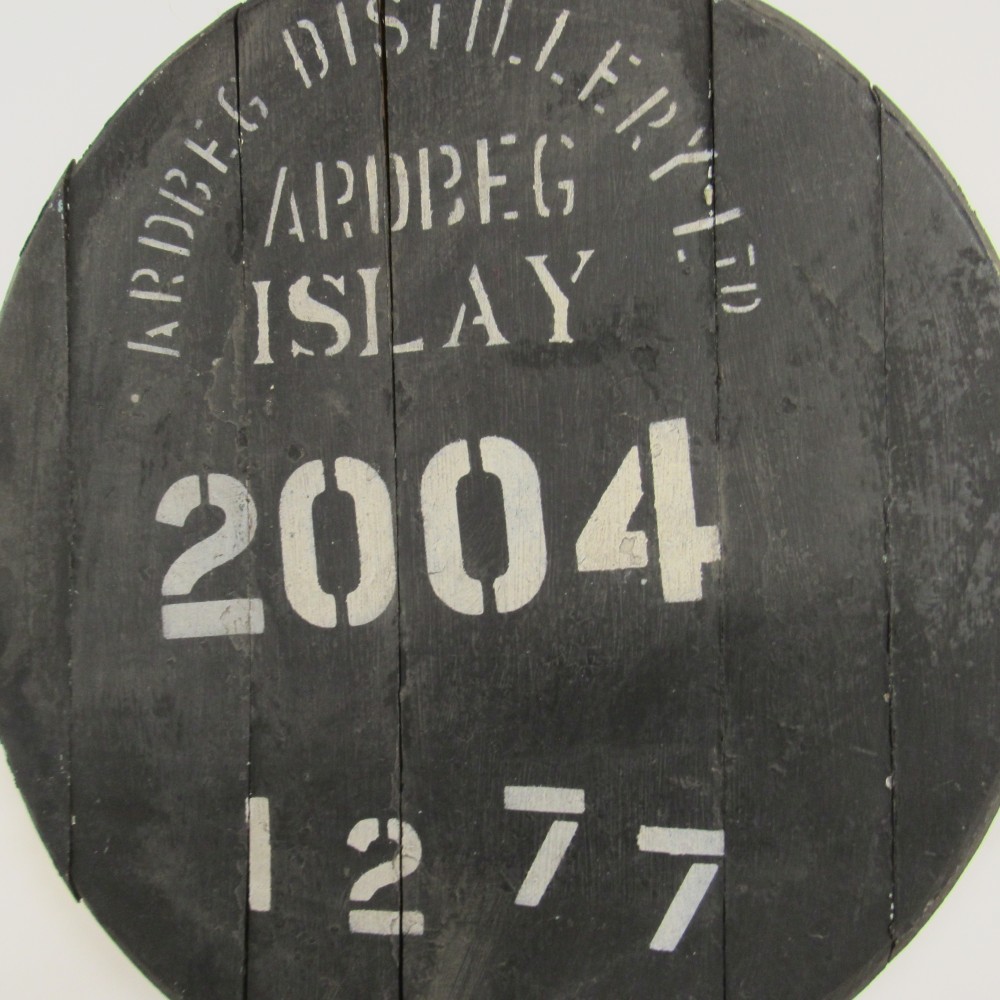 ARDBEG DISTILLERY LTD
ARDBEG
ISLAY
2004
1277